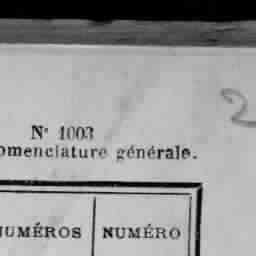 N° 1003
omenclature générale.
2
UMÉROS NUMÉRO